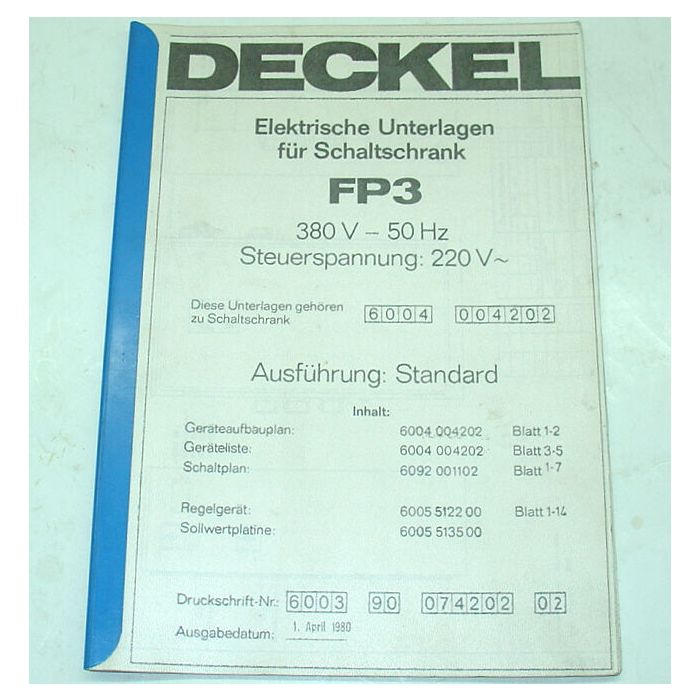 DECKEL
Elektrische Unterlagen
für Schaltschrank
FP3
380 V – 50 Hz
Steuerspannung: 220 V~
Diese Unterlagen gehören
zu Schaltschrank 6004 004202
Ausführung: Standard
Inhalt:
Geräteaufbauplan: 6004 004202 Blatt 1-2
Geräteliste: 6004 004202 Blatt 3-5
Schaltplan: 6092 001102 Blatt 1-7
Regelgerät: 6005 5122 00 Blatt 1-14
Sollwertplatine: 6005 5135 00
Druckschrift-Nr.: 6003 90 074202 02
Ausgabedatum: 1. April 1980